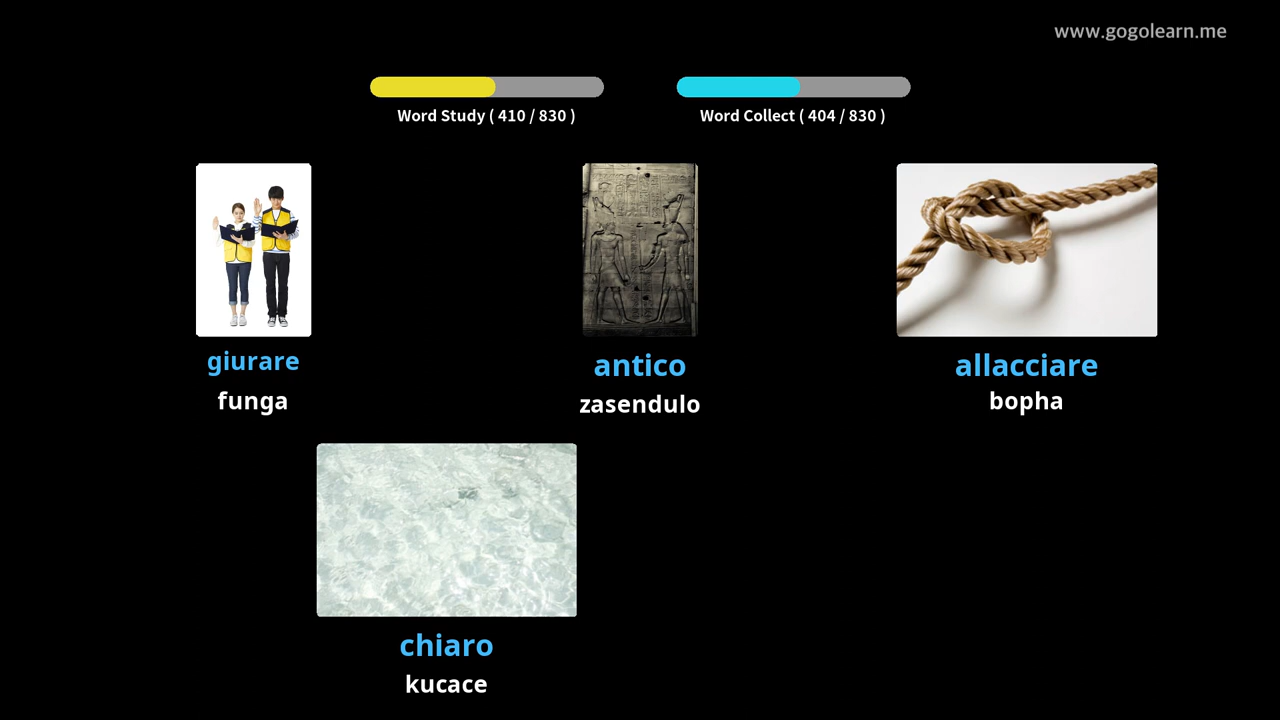 www.gogolearn.me
Word Study ( 410 / 830 )
Word Collect ( 404 / 830 )
giurare
funga
antico
zasendulo
allacciare
bopha
chiaro
kucace